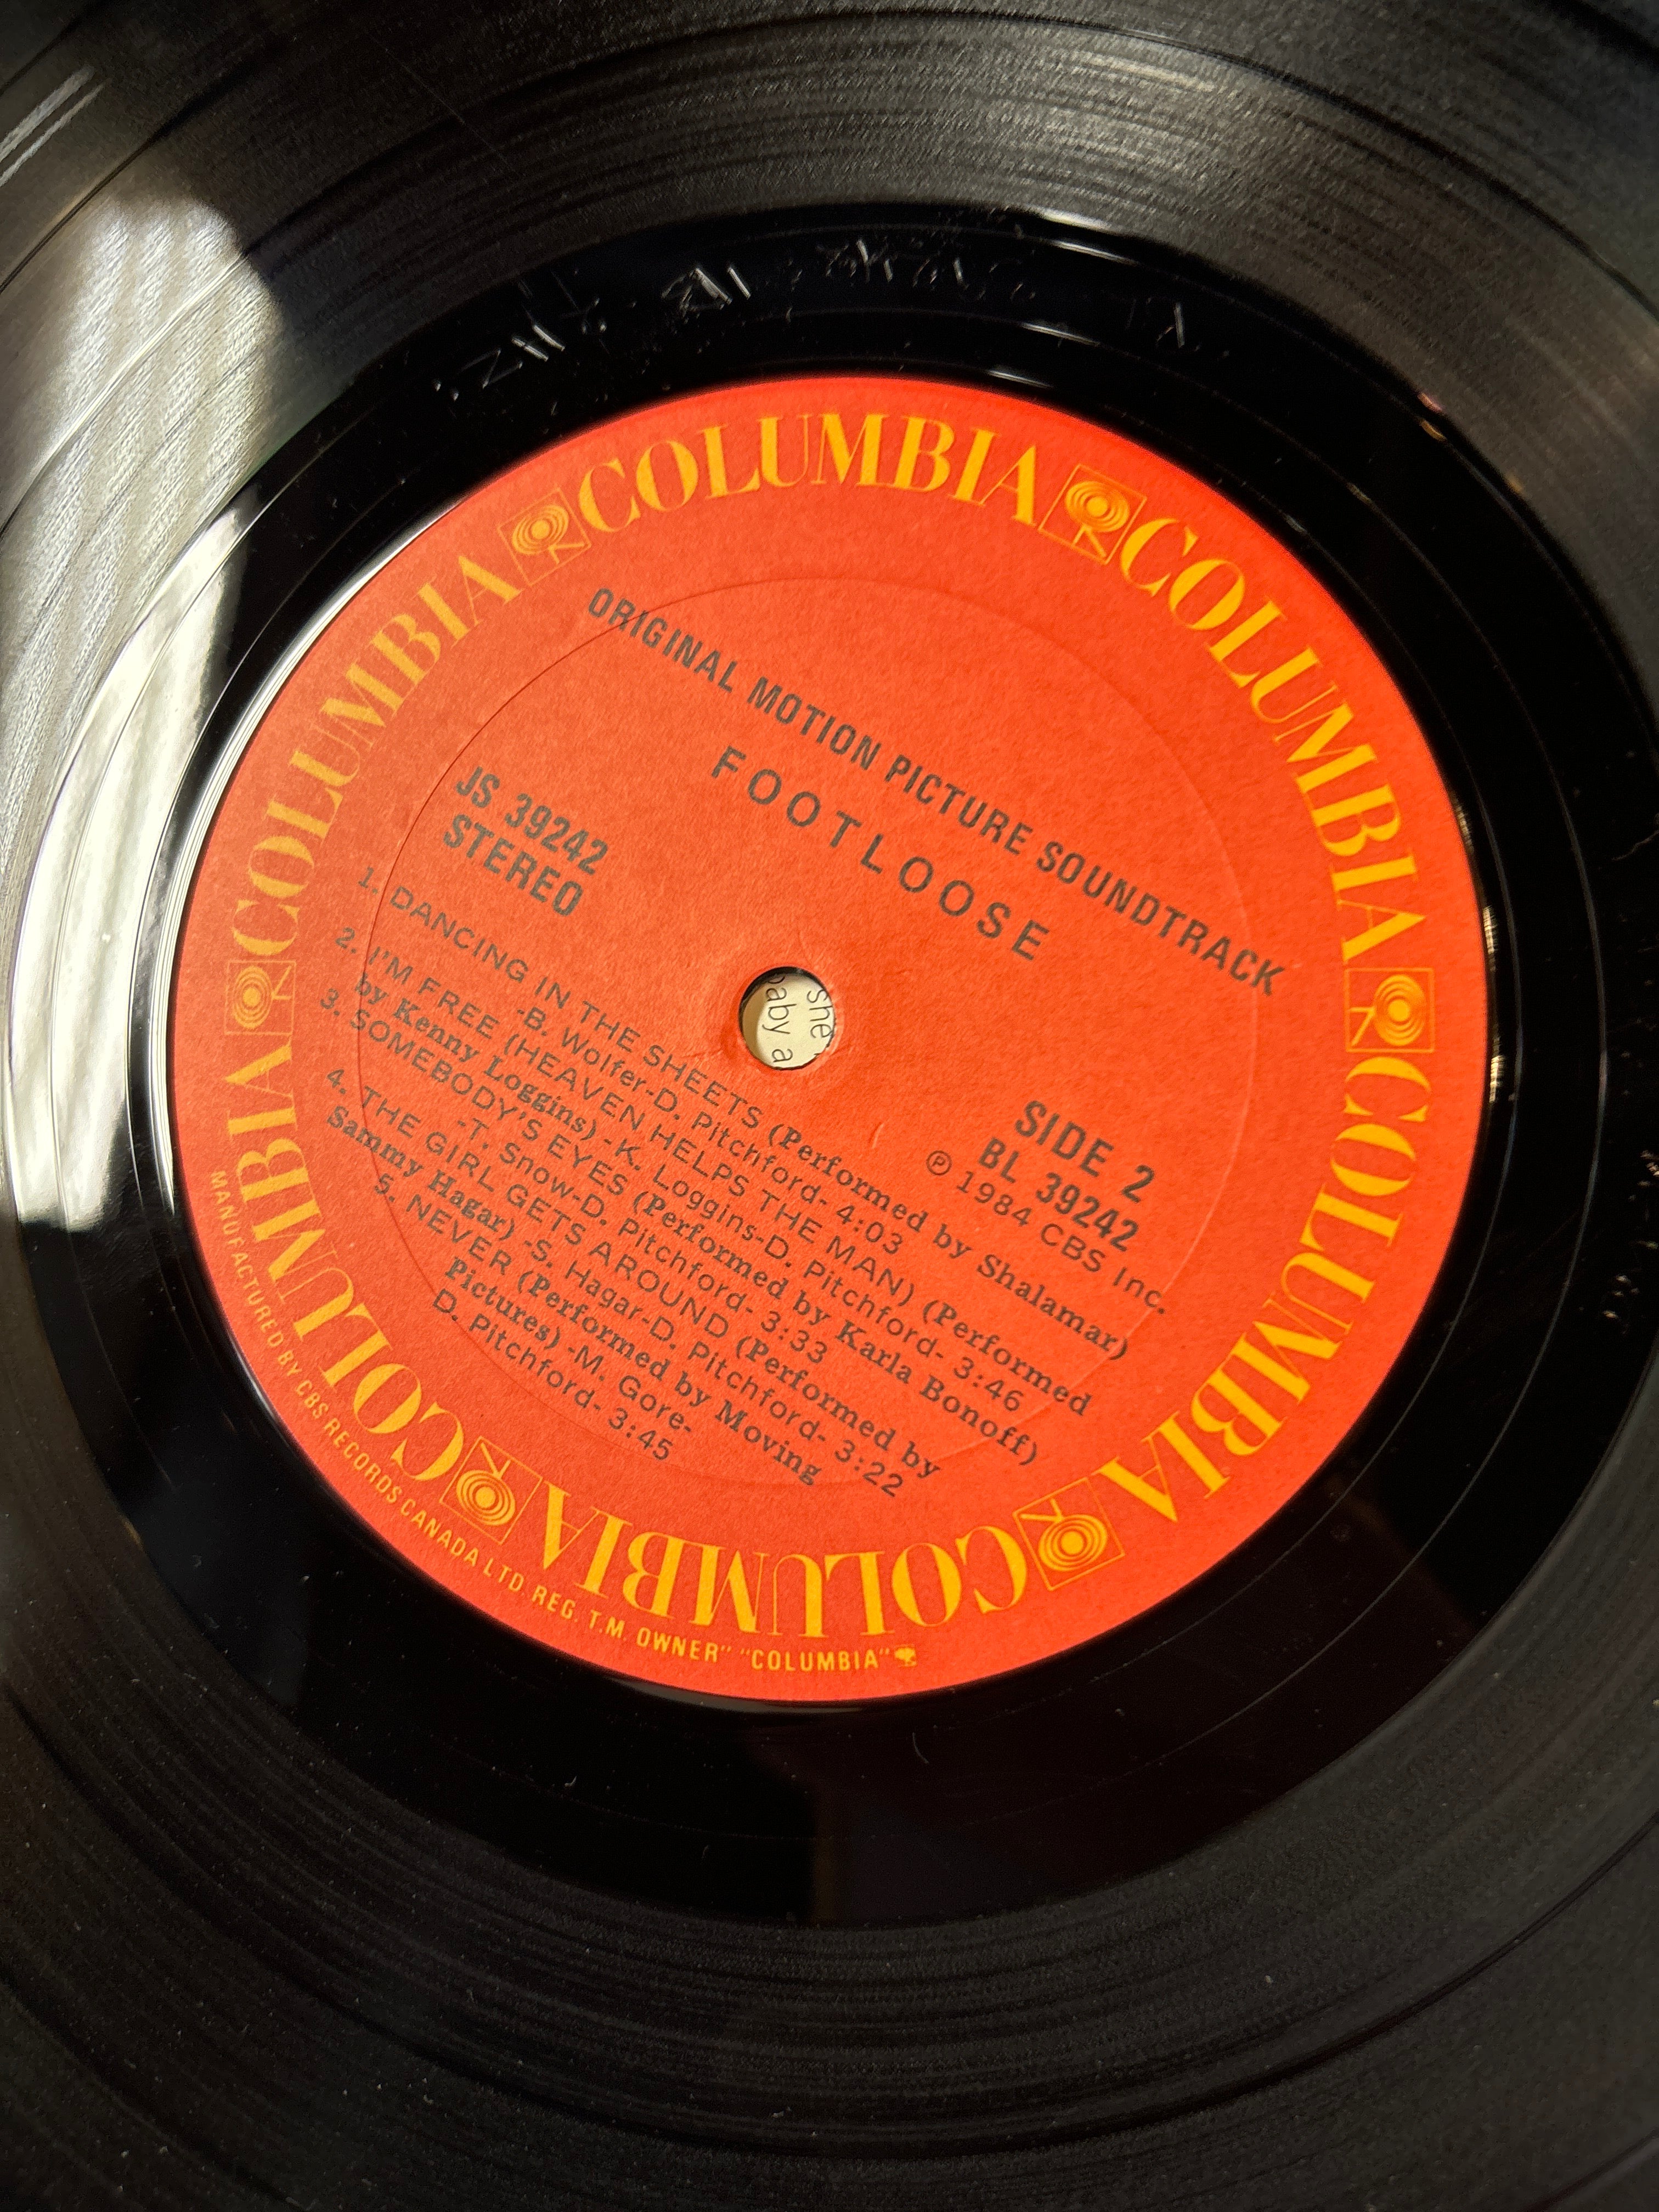 COLUMBIA COLUMBIA COLUMBIA COLUMBIA COLUMBIA COLUMBIA
ORIGINAL MOTION PICTURE SOUNDTRACK
FOOTLOOSE
JS 39242
STEREO
SIDE 2
BL 39242
℗ 1984 CBS Inc.
1. DANCING IN THE SHEETS (Performed by Shalamar)
-B. Wolfer-D. Pitchford- 4:03
2. I'M FREE (HEAVEN HELPS THE MAN) (Performed
by Kenny Loggins) -K. Loggins-D. Pitchford- 3:46
3. SOMEBODY'S EYES (Performed by Karla Bonoff)
-T. Snow-D. Pitchford- 3:33
4. THE GIRL GETS AROUND (Performed by
Sammy Hagar) -S. Hagar-D. Pitchford- 3:22
5. NEVER (Performed by Moving
Pictures) -M. Gore-
D. Pitchford- 3:45
MANUFACTURED BY CBS RECORDS CANADA LTD. REG. T.M. OWNER" "COLUMBIA"
she
baby a